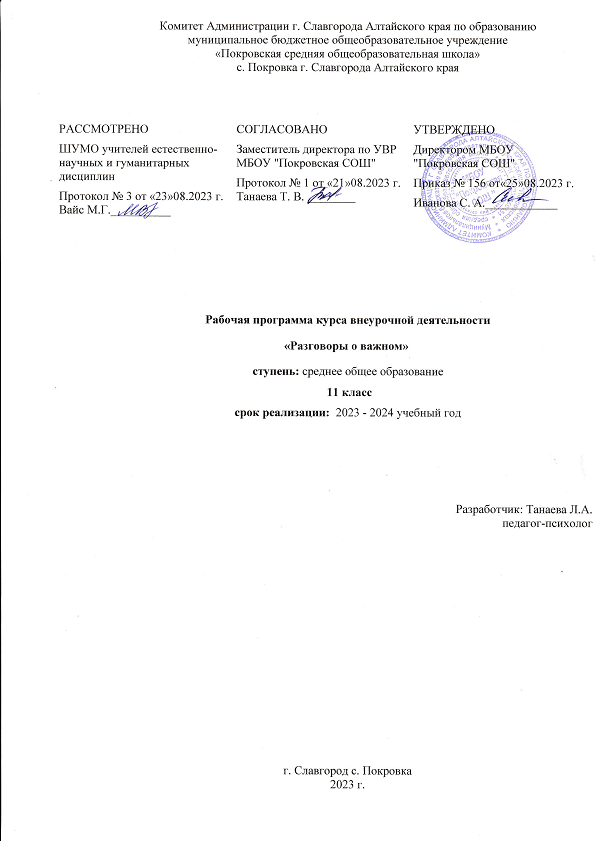 Комитет Администрации г. Славгорода Алтайского края по образованию
муниципальное бюджетное общеобразовательное учреждение
«Покровская средняя общеобразовательная школа»
с. Покровка г. Славгорода Алтайского края
РАССМОТРЕНО
ШУМО учителей естественно-
научных и гуманитарных
дисциплин
Протокол № 3 от «23»08.2023 г.
Вайс М.Г.
СОГЛАСОВАНО
Заместитель директора по УВР
МБОУ "Покровская СОШ"
Протокол № 1 от «21»08.2023 г.
Танаева Т. В.
УТВЕРЖДЕНО
Директором МБОУ
"Покровская СОШ"
Приказ № 156 от«25»08.2023 г.
Иванова С. А.
Рабочая программа курса внеурочной деятельности
«Разговоры о важном»
ступень: среднее общее образование
11 класс
срок реализации: 2023 - 2024 учебный год
Разработчик: Танаева Л.А.
педагог-психолог
г. Славгород с. Покровка
2023 г.